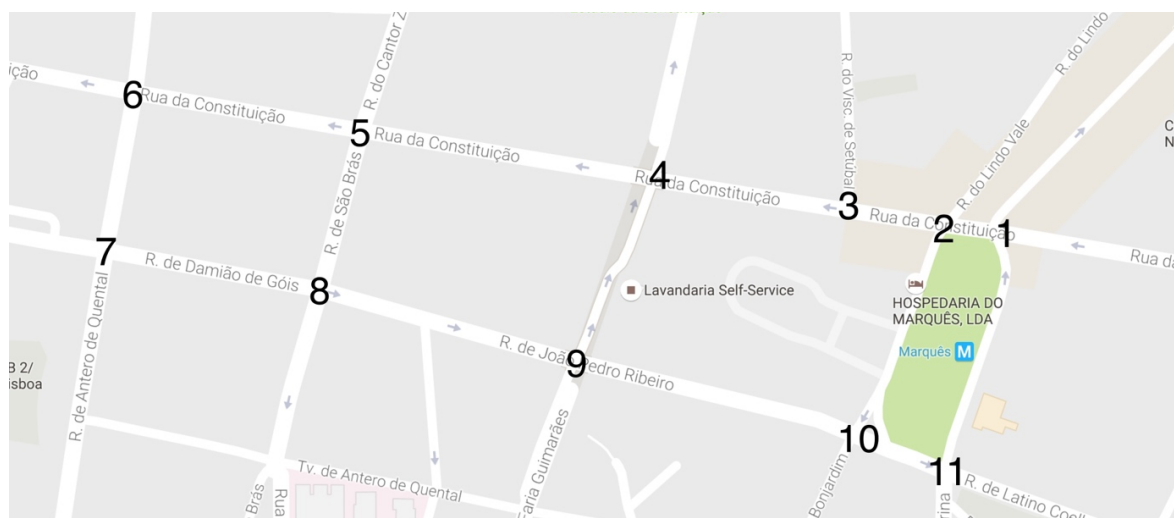 R. do Cantor Z
R. do Lindo
uição
6
Rua da Constituição
5
Rua da Constituição
R. do Visc. de Setúbal
R. do Lindo Vale
4
Rua da Constituição
3
Rua da Constituição
2
1
Rua da
C
N
R. de São Brás
7
R. de Damião de Góis
8
Lavandaria Self-Service
HOSPEDARIA DO
MARQUÊS, LDA
Marquês M
R. de João Pedro Ribeiro
9
B 2/
isboa
R. de Antero de Quental
10
11
Tv. de Antero de Quental
Faria Guimarães
Bonjardim
R. de Latino Coelh
Brás
Rua
rina